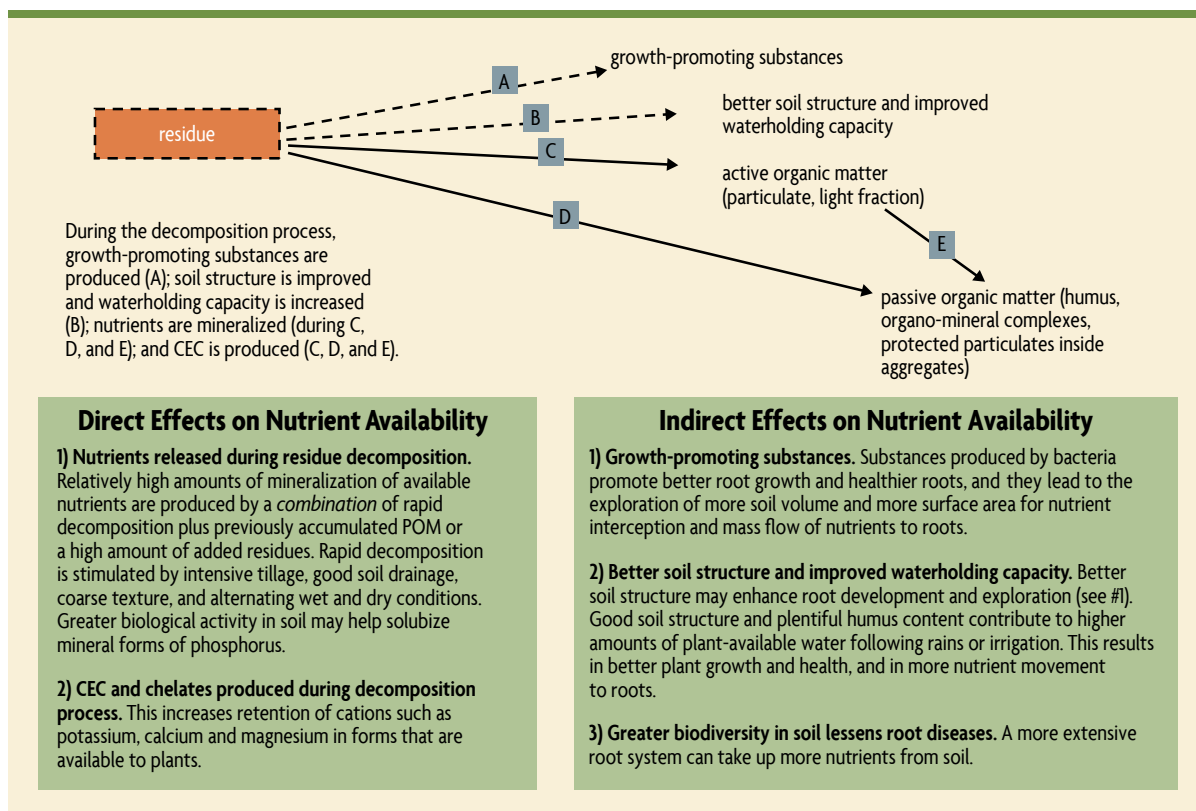 growth-promoting substances
A
residue
B
better soil structure and improved
waterholding capacity
C
active organic matter
(particulate, light fraction)
D
E
During the decomposition process,
growth-promoting substances are
produced (A); soil structure is improved
and waterholding capacity is increased
(B); nutrients are mineralized (during C,
D, and E); and CEC is produced (C, D, and E).
passive organic matter (humus,
organo-mineral complexes,
protected particulates inside
aggregates)
Direct Effects on Nutrient Availability
1) Nutrients released during residue decomposition.
Relatively high amounts of mineralization of available
nutrients are produced by a combination of rapid
decomposition plus previously accumulated POM or
a high amount of added residues. Rapid decomposition
is stimulated by intensive tillage, good soil drainage,
coarse texture, and alternating wet and dry conditions.
Greater biological activity in soil may help solubize
mineral forms of phosphorus.
2) CEC and chelates produced during decomposition
process. This increases retention of cations such as
potassium, calcium and magnesium in forms that are
available to plants.
Indirect Effects on Nutrient Availability
1) Growth-promoting substances. Substances produced by bacteria
promote better root growth and healthier roots, and they lead to the
exploration of more soil volume and more surface area for nutrient
interception and mass flow of nutrients to roots.
2) Better soil structure and improved waterholding capacity. Better
soil structure may enhance root development and exploration (see #1).
Good soil structure and plentiful humus content contribute to higher
amounts of plant-available water following rains or irrigation. This results
in better plant growth and health, and in more nutrient movement
to roots.
3) Greater biodiversity in soil lessens root diseases. A more extensive
root system can take up more nutrients from soil.